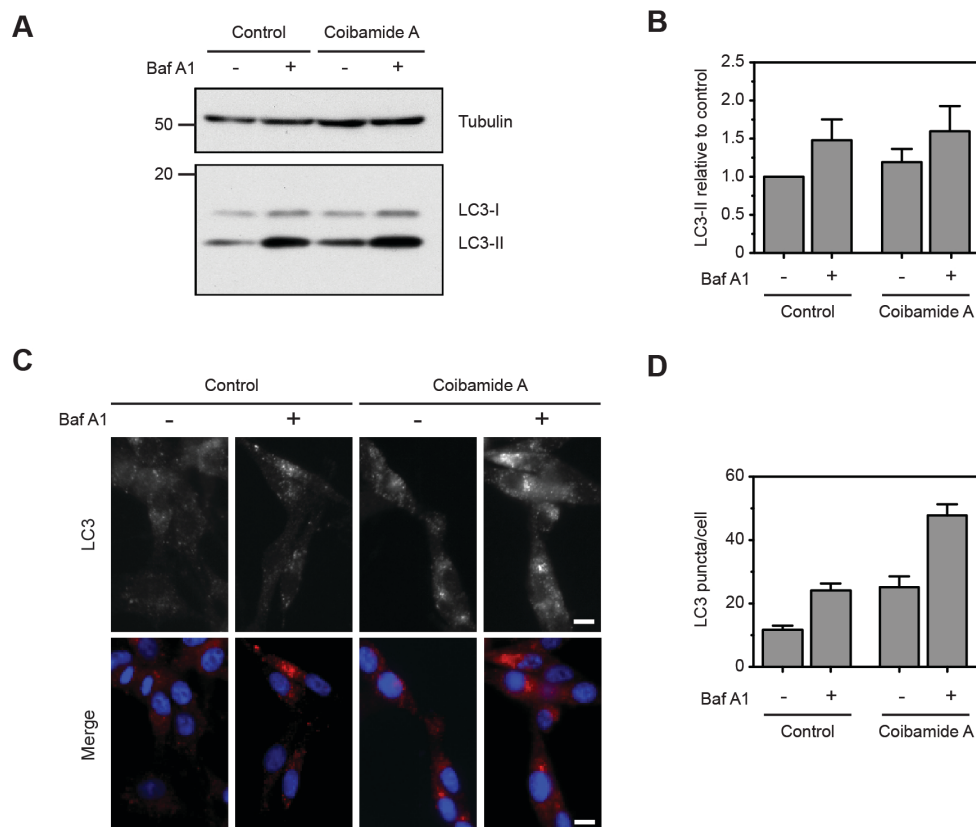 A
Control Coibamide A
Baf A1 - + - +
50
Tubulin
20
LC3-I
LC3-II
B
2.5
2.0
1.5
1.0
0.5
0
LC3-II relative to control
Baf A1 - + - +
Control Coibamide A
C
Control Coibamide A
Baf A1 - + - +
LC3
Merge
D
60
40
20
0
LC3 puncta/cell
Baf A1 - + - +
Control Coibamide A